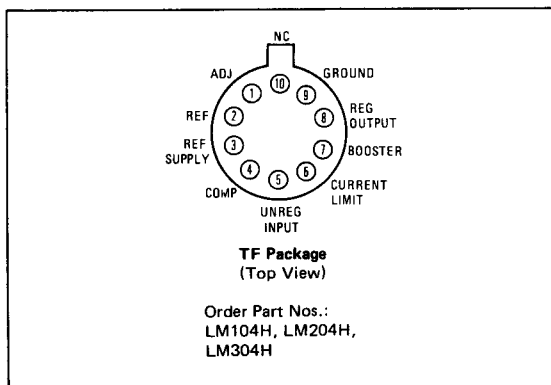 NC
ADJ
GROUND
10
1
9
REF
2
8
REG
OUTPUT
REF
SUPPLY
3
7
BOOSTER
4
6
COMP
5
CURRENT
LIMIT
UNREG
INPUT
TF Package
(Top View)
Order Part Nos.:
LM104H, LM204H,
LM304H